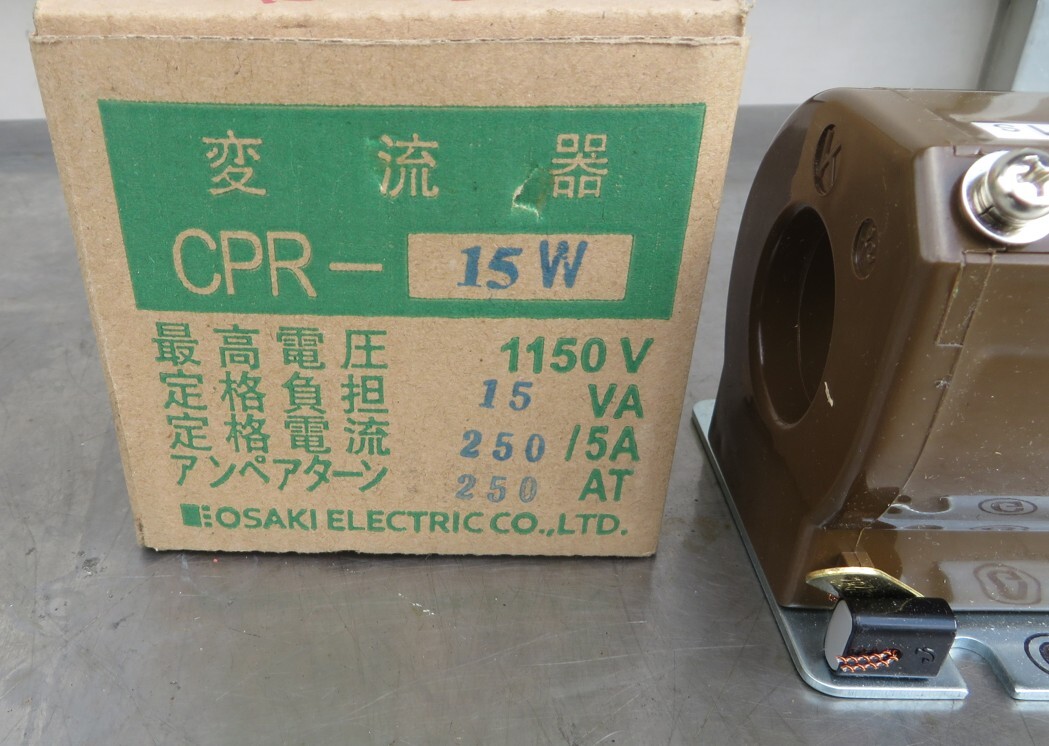 変流器
CPR-15W
最高電圧 1150V
定格負担 15 VA
定格電流 250/5A
アンペアターン 250 AT
OSAKI ELECTRIC CO.,LTD.